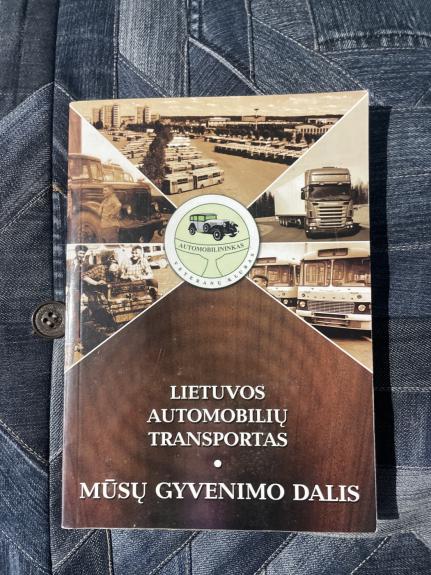 AUTOMOBILININKAS
VETERANŲ KLUBAS
LIETUVOS
AUTOMOBILIŲ
TRANSPORTAS
•
MŪSŲ GYVENIMO DALIS